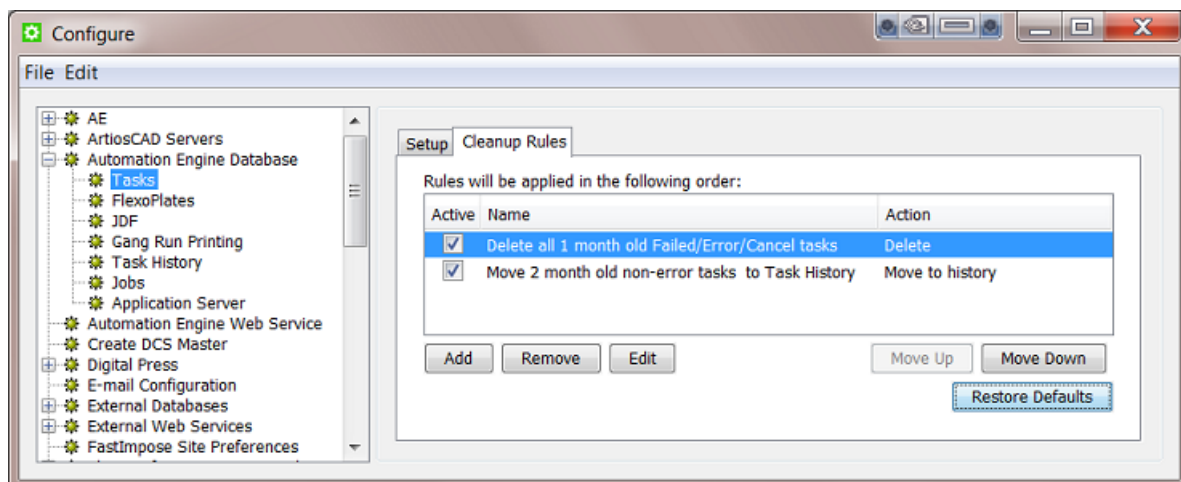 Configure
File Edit
AE
ArtiosCAD Servers
Automation Engine Database
Tasks
FlexoPlates
JDF
Gang Run Printing
Task History
Jobs
Application Server
Automation Engine Web Service
Create DCS Master
Digital Press
E-mail Configuration
External Databases
External Web Services
FastImpose Site Preferences
Setup Cleanup Rules
Rules will be applied in the following order:
Active Name Action
Delete all 1 month old Failed/Error/Cancel tasks Delete
Move 2 month old non-error tasks to Task History Move to history
Add Remove Edit Move Up Move Down
Restore Defaults